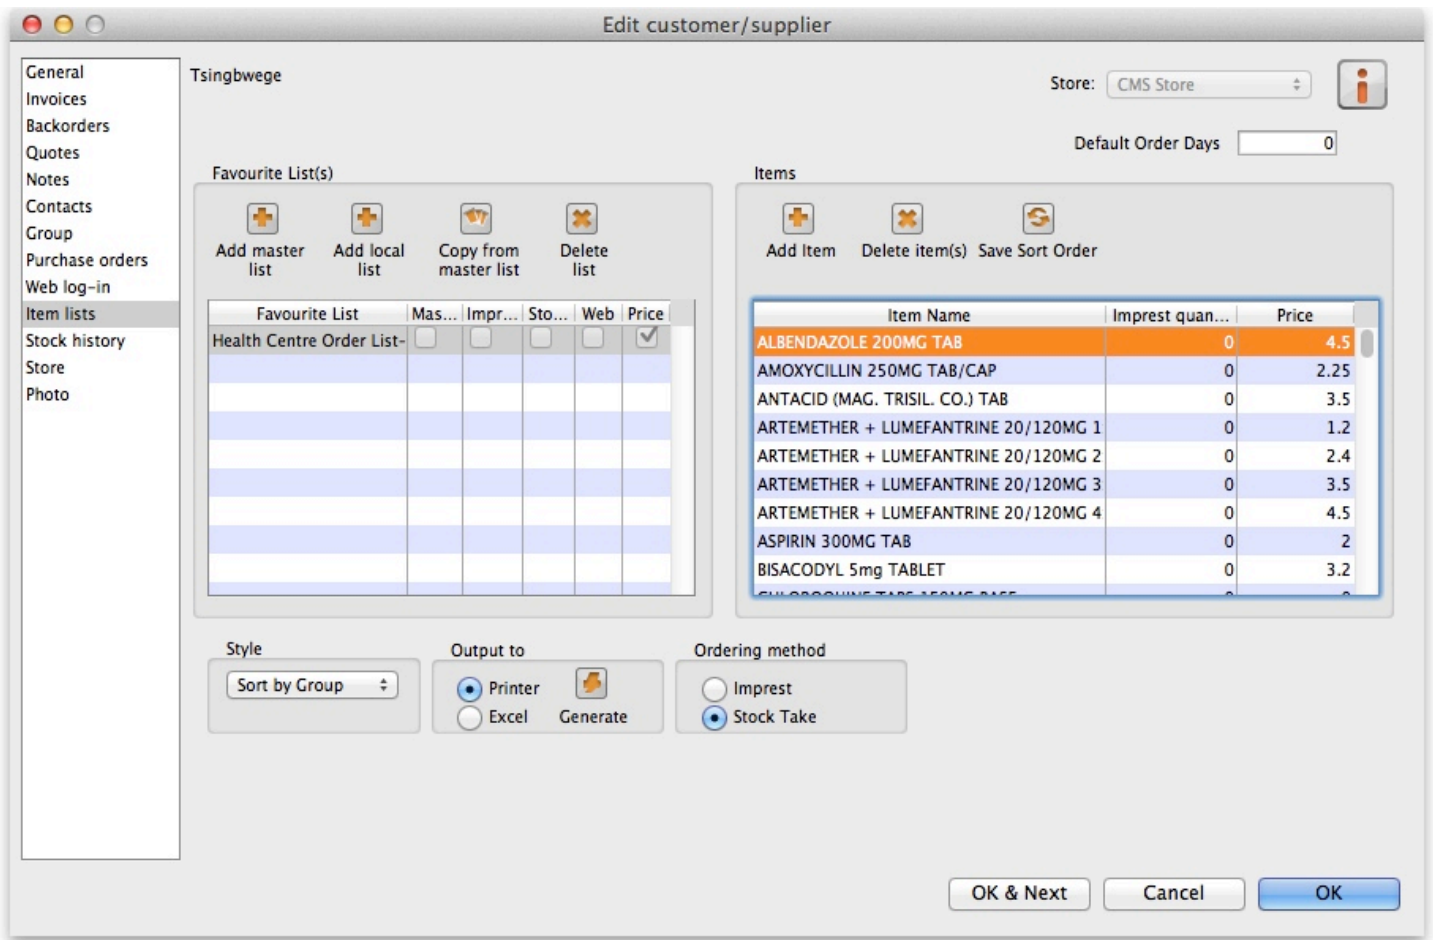 Edit customer/supplier
General
Invoices
Backorders
Quotes
Notes
Contacts
Group
Purchase orders
Web log-in
Item lists
Stock history
Store
Photo
Tsingbwege
Store: CMS Store
Default Order Days 0
Favourite List(s)
Add master list
Add local list
Copy from master list
Delete list
Favourite List Mas... Impr... Sto... Web Price
Health Centre Order List-
Items
Add Item Delete item(s) Save Sort Order
Item Name Imprest quan... Price
ALBENDAZOLE 200MG TAB 0 4.5
AMOXYCILLIN 250MG TAB/CAP 0 2.25
ANTACID (MAG. TRISIL. CO.) TAB 0 3.5
ARTEMETHER + LUMEFANTRINE 20/120MG 1 0 1.2
ARTEMETHER + LUMEFANTRINE 20/120MG 2 0 2.4
ARTEMETHER + LUMEFANTRINE 20/120MG 3 0 3.5
ARTEMETHER + LUMEFANTRINE 20/120MG 4 0 4.5
ASPIRIN 300MG TAB 0 2
BISACODYL 5mg TABLET 0 3.2
Style
Sort by Group
Output to
Printer
Excel
Generate
Ordering method
Imprest
Stock Take
OK & Next Cancel OK